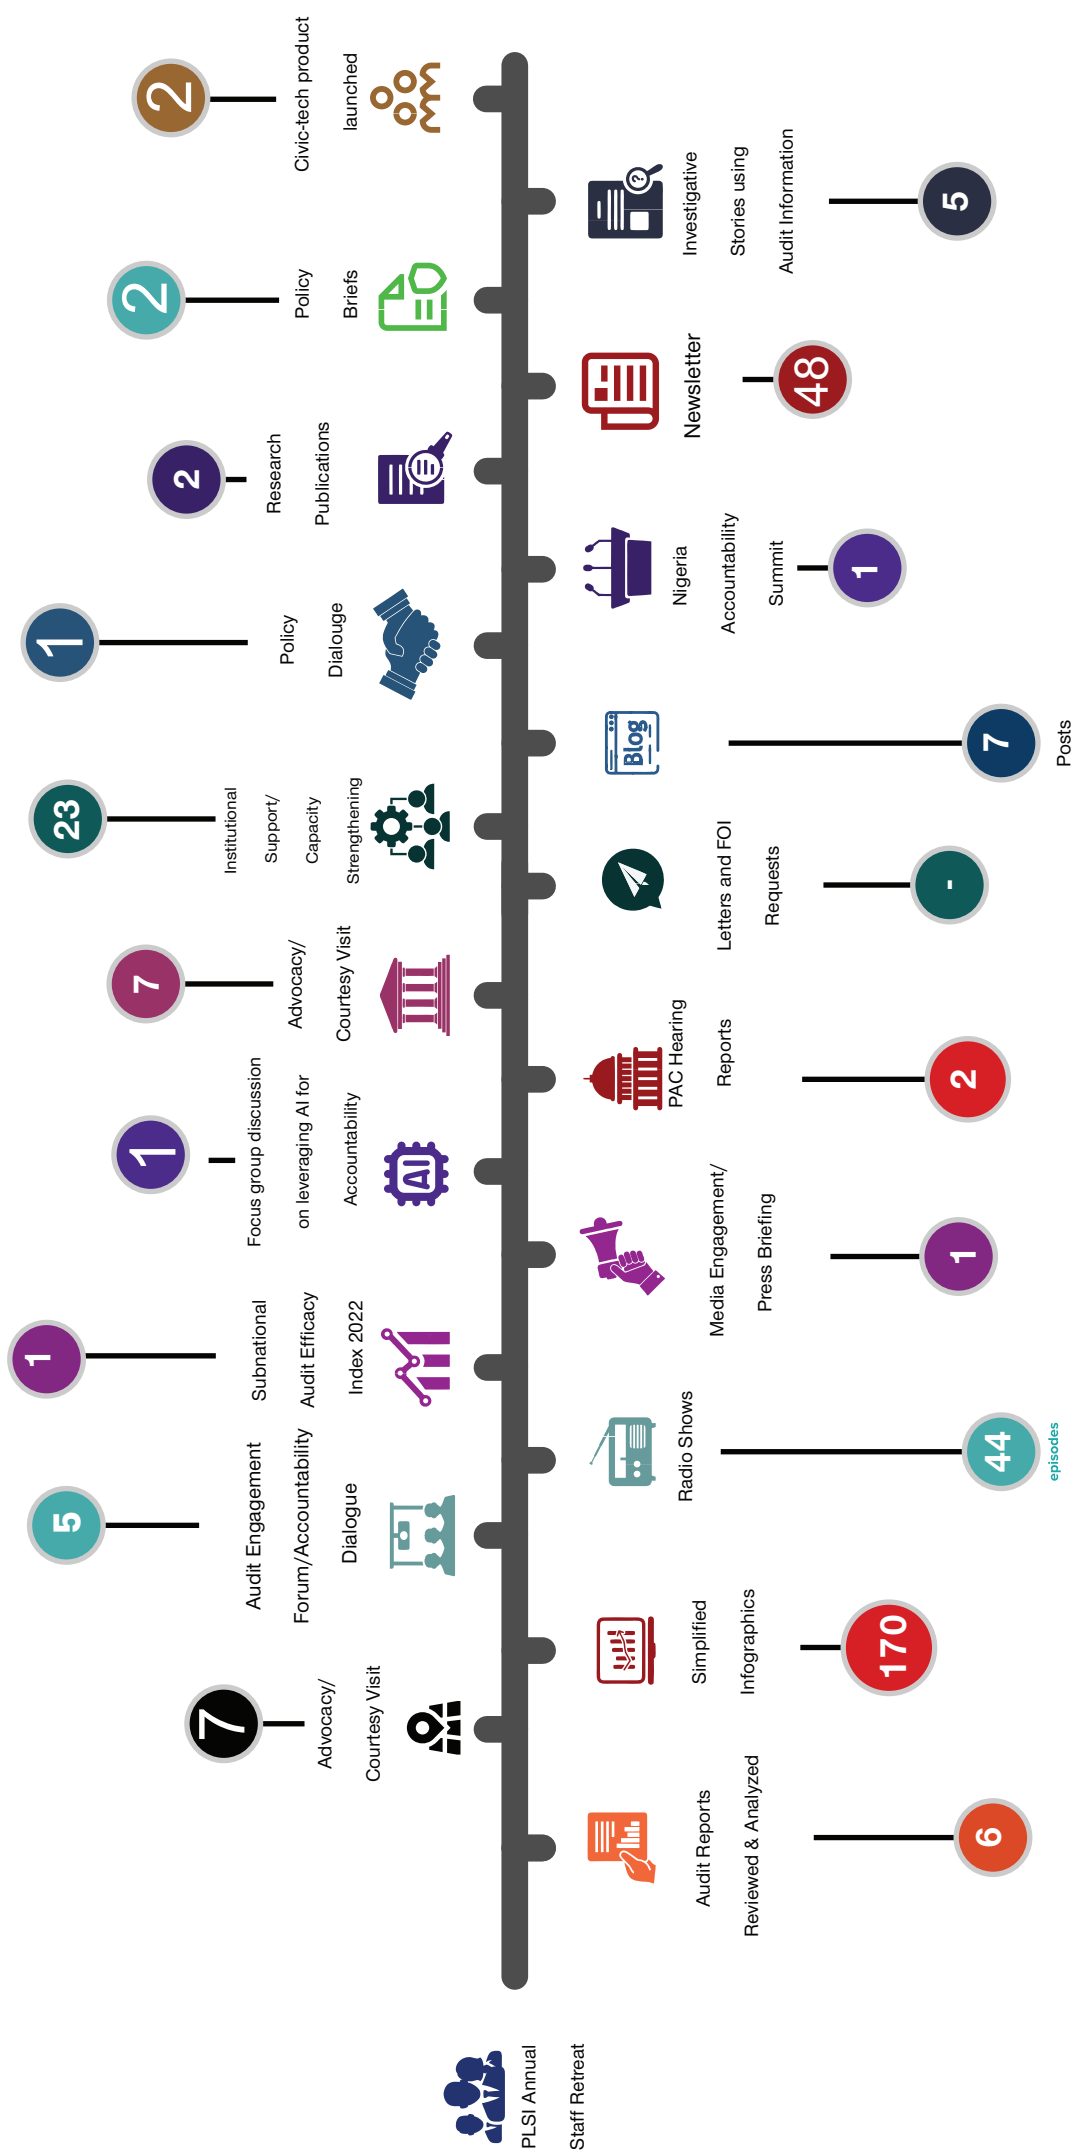 PLSI Annual
Staff Retreat
7
Advocacy/
Courtesy Visit
5
Audit Engagement
Forum/Accountability
Dialogue
1
Subnational
Audit Efficacy
Index 2022
1
Focus group discussion
on leveraging AI for
Accountability
AI
7
Advocacy/
Courtesy Visit
23
Institutional
Support/
Capacity
Strengthening
1
Policy
Dialouge
2
Research
Publications
2
Policy
Briefs
2
Civic-tech product
launched
Audit Reports
Reviewed & Analyzed
6
Simplified
Infographics
170
Radio Shows
44
episodes
Media Engagement/
Press Briefing
1
PAC Hearing
Reports
2
Letters and FOI
Requests
-
Blog
7
Posts
Nigeria
Accountability
Summit
1
Newsletter
48
?
Investigative
Stories using
Audit Information
5